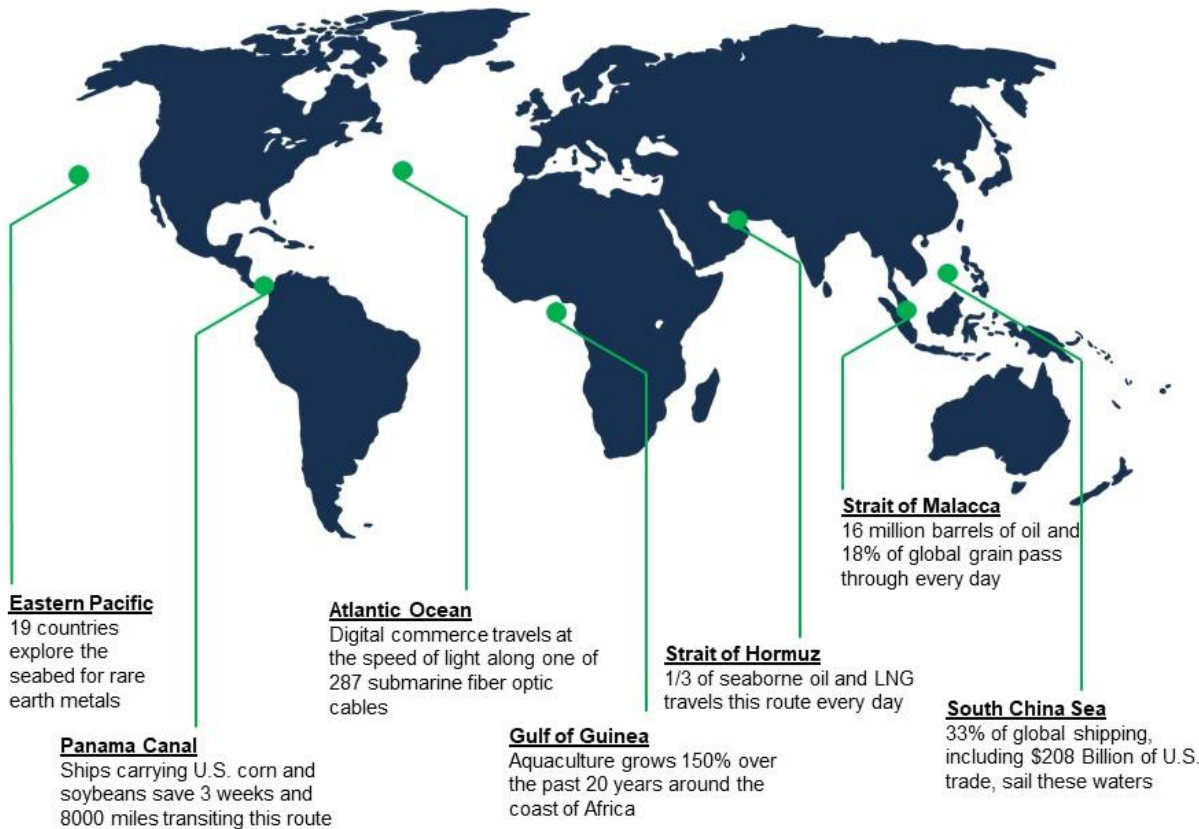 Eastern Pacific
19 countries
explore the
seabed for rare
earth metals
Panama Canal
Ships carrying U.S. corn and
soybeans save 3 weeks and
8000 miles transiting this route
Atlantic Ocean
Digital commerce travels at
the speed of light along one of
287 submarine fiber optic
cables
Gulf of Guinea
Aquaculture grows 150% over
the past 20 years around the
coast of Africa
Strait of Hormuz
1/3 of seaborne oil and LNG
travels this route every day
Strait of Malacca
16 million barrels of oil and
18% of global grain pass
through every day
South China Sea
33% of global shipping,
including $208 Billion of U.S.
trade, sail these waters